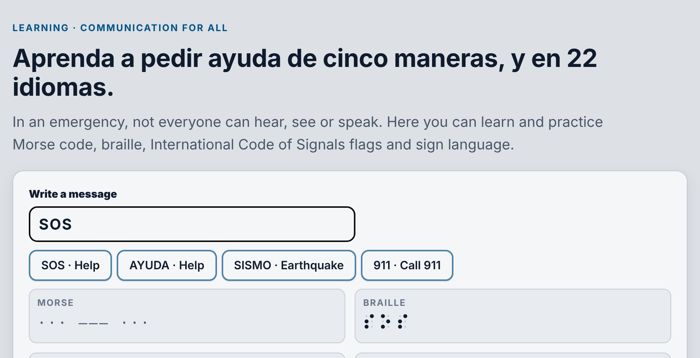 LEARNING · COMMUNICATION FOR ALL
Aprenda a pedir ayuda de cinco maneras, y en 22
idiomas.
In an emergency, not everyone can hear, see or speak. Here you can learn and practice
Morse code, braille, International Code of Signals flags and sign language.
Write a message
SOS
SOS · Help AYUDA · Help SISMO · Earthquake 911 · Call 911
MORSE BRAILLE
··· ——— ··· ⠎⠕⠎